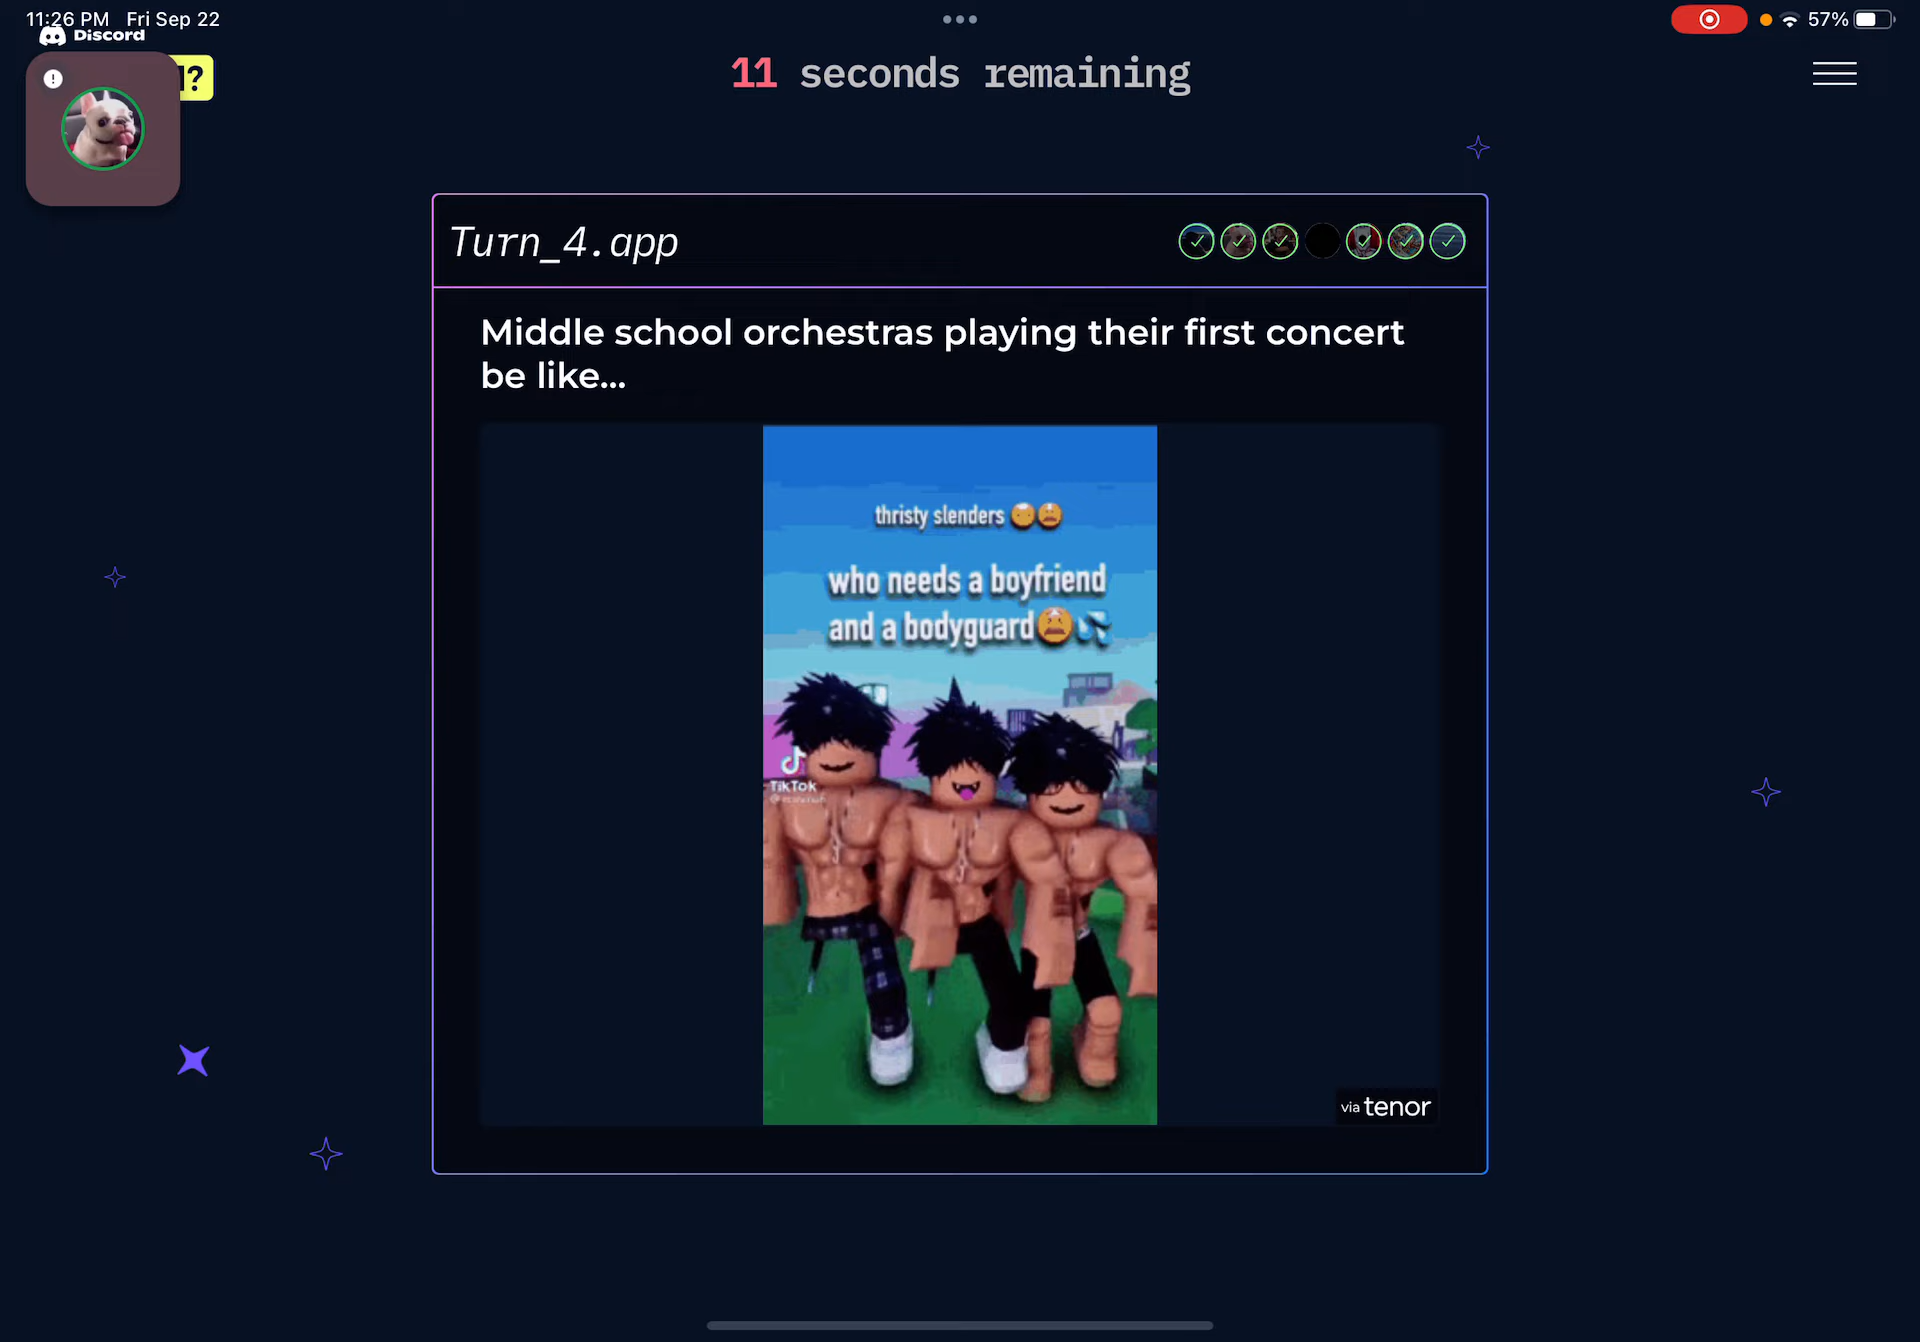 11:26 PM Fri Sep 22
57%
Discord
!
?
11 seconds remaining
Turn_4.app
Middle school orchestras playing their first concert
be like...
thristy slenders
who needs a boyfriend
and a bodyguard
TikTok
via tenor